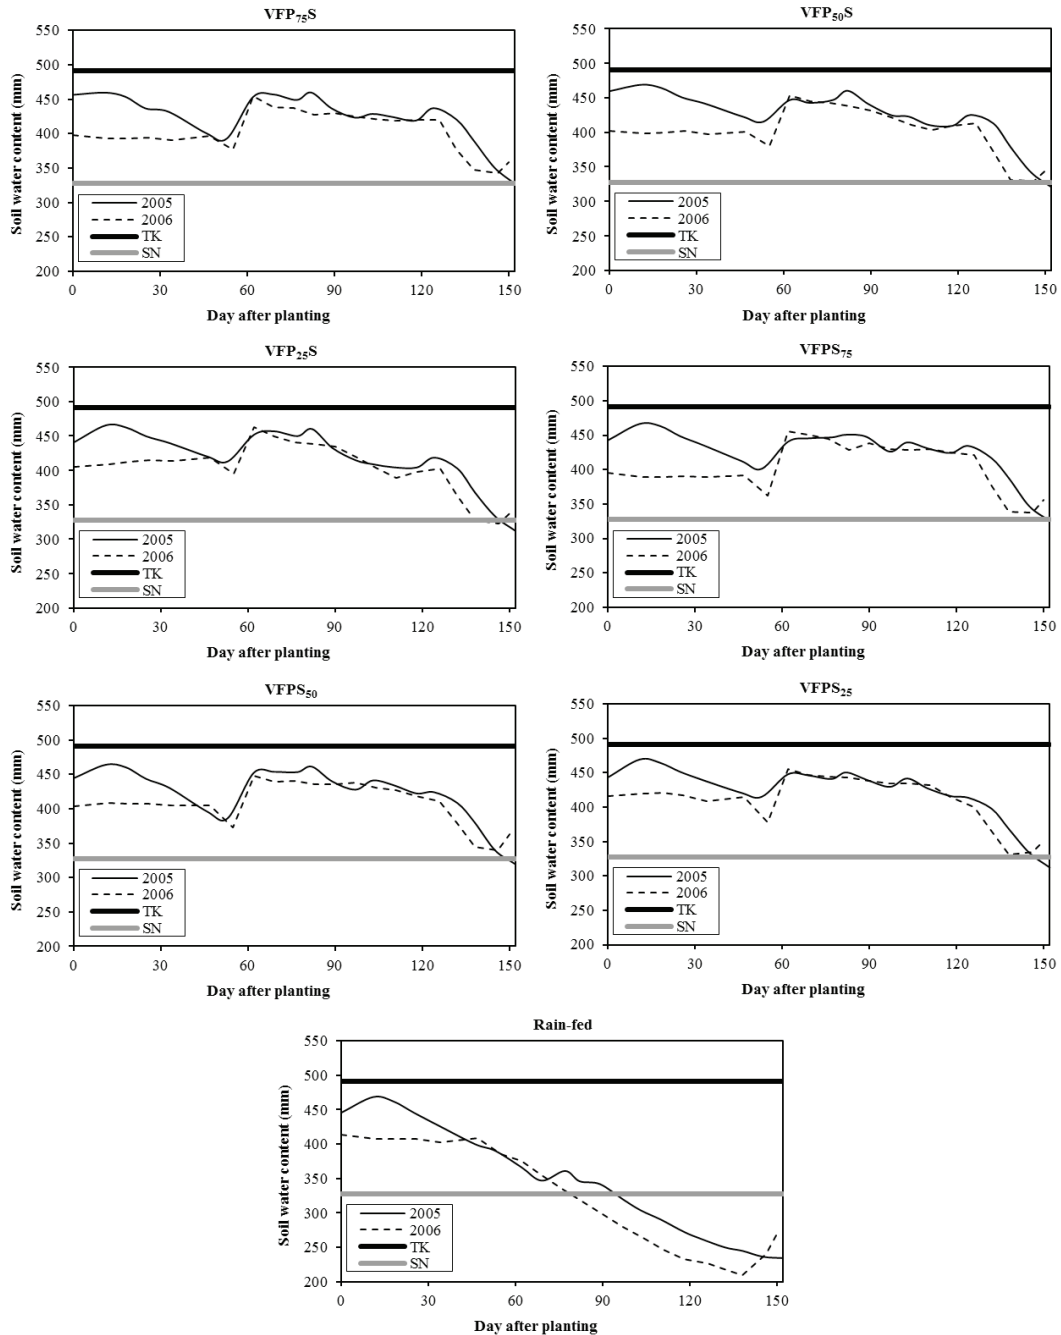 VFP₇₅S
550
500
450
400
350
300
250
200
Soil water content (mm)
2005
2006
TK
SN
0 30 60 90 120 150
Day after planting
VFP₅₀S
550
500
450
400
350
300
250
200
Soil water content (mm)
2005
2006
TK
SN
0 30 60 90 120 150
Day after planting
VFP₂₅S
550
500
450
400
350
300
250
200
Soil water content (mm)
2005
2006
TK
SN
0 30 60 90 120 150
Day after planting
VFPS₇₅
550
500
450
400
350
300
250
200
Soil water content (mm)
2005
2006
TK
SN
0 30 60 90 120 150
Day after planting
VFPS₅₀
550
500
450
400
350
300
250
200
Soil water content (mm)
2005
2006
TK
SN
0 30 60 90 120 150
Day after planting
VFPS₂₅
550
500
450
400
350
300
250
200
Soil water content (mm)
2005
2006
TK
SN
0 30 60 90 120 150
Day after planting
Rain-fed
550
500
450
400
350
300
250
200
Soil water content (mm)
2005
2006
TK
SN
0 30 60 90 120 150
Day after planting